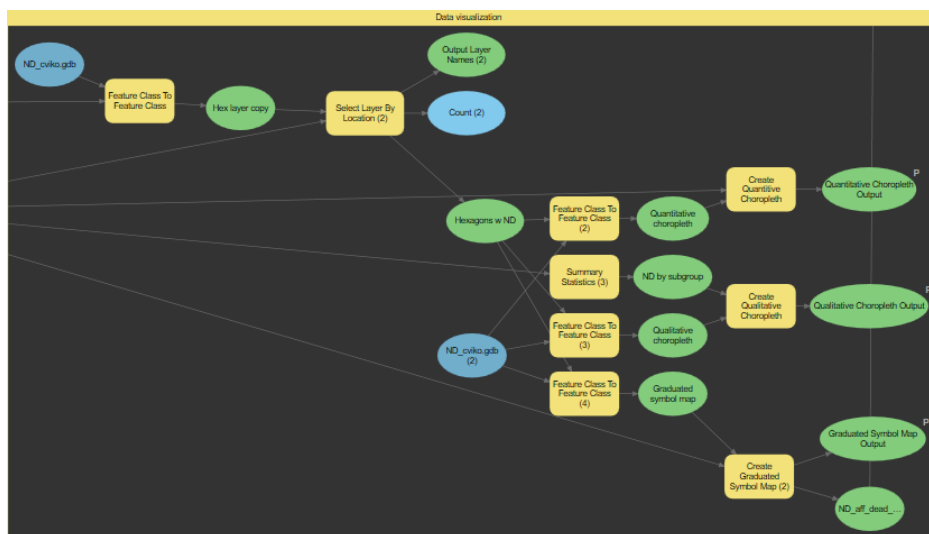 Data visualization
ND_cviko.gdb
Feature Class To
Feature Class
Hex layer copy
Select Layer By
Location (2)
Output Layer
Names (2)
Count (2)
Hexagons w ND
Feature Class To
Feature Class
(2)
Quantitative
choropleth
Create
Quantitive
Choropleth
P
Quantitative Choropleth
Output
Summary
Statistics (3)
ND by subgroup
Create
Qualitative
Choropleth
P
Qualitative Choropleth Output
ND_cviko.gdb
(2)
Feature Class To
Feature Class
(3)
Qualitative
choropleth
Feature Class To
Feature Class
(4)
Graduated
symbol map
Create
Graduated
Symbol Map (2)
P
Graduated Symbol Map
Output
ND_aff_dead_...